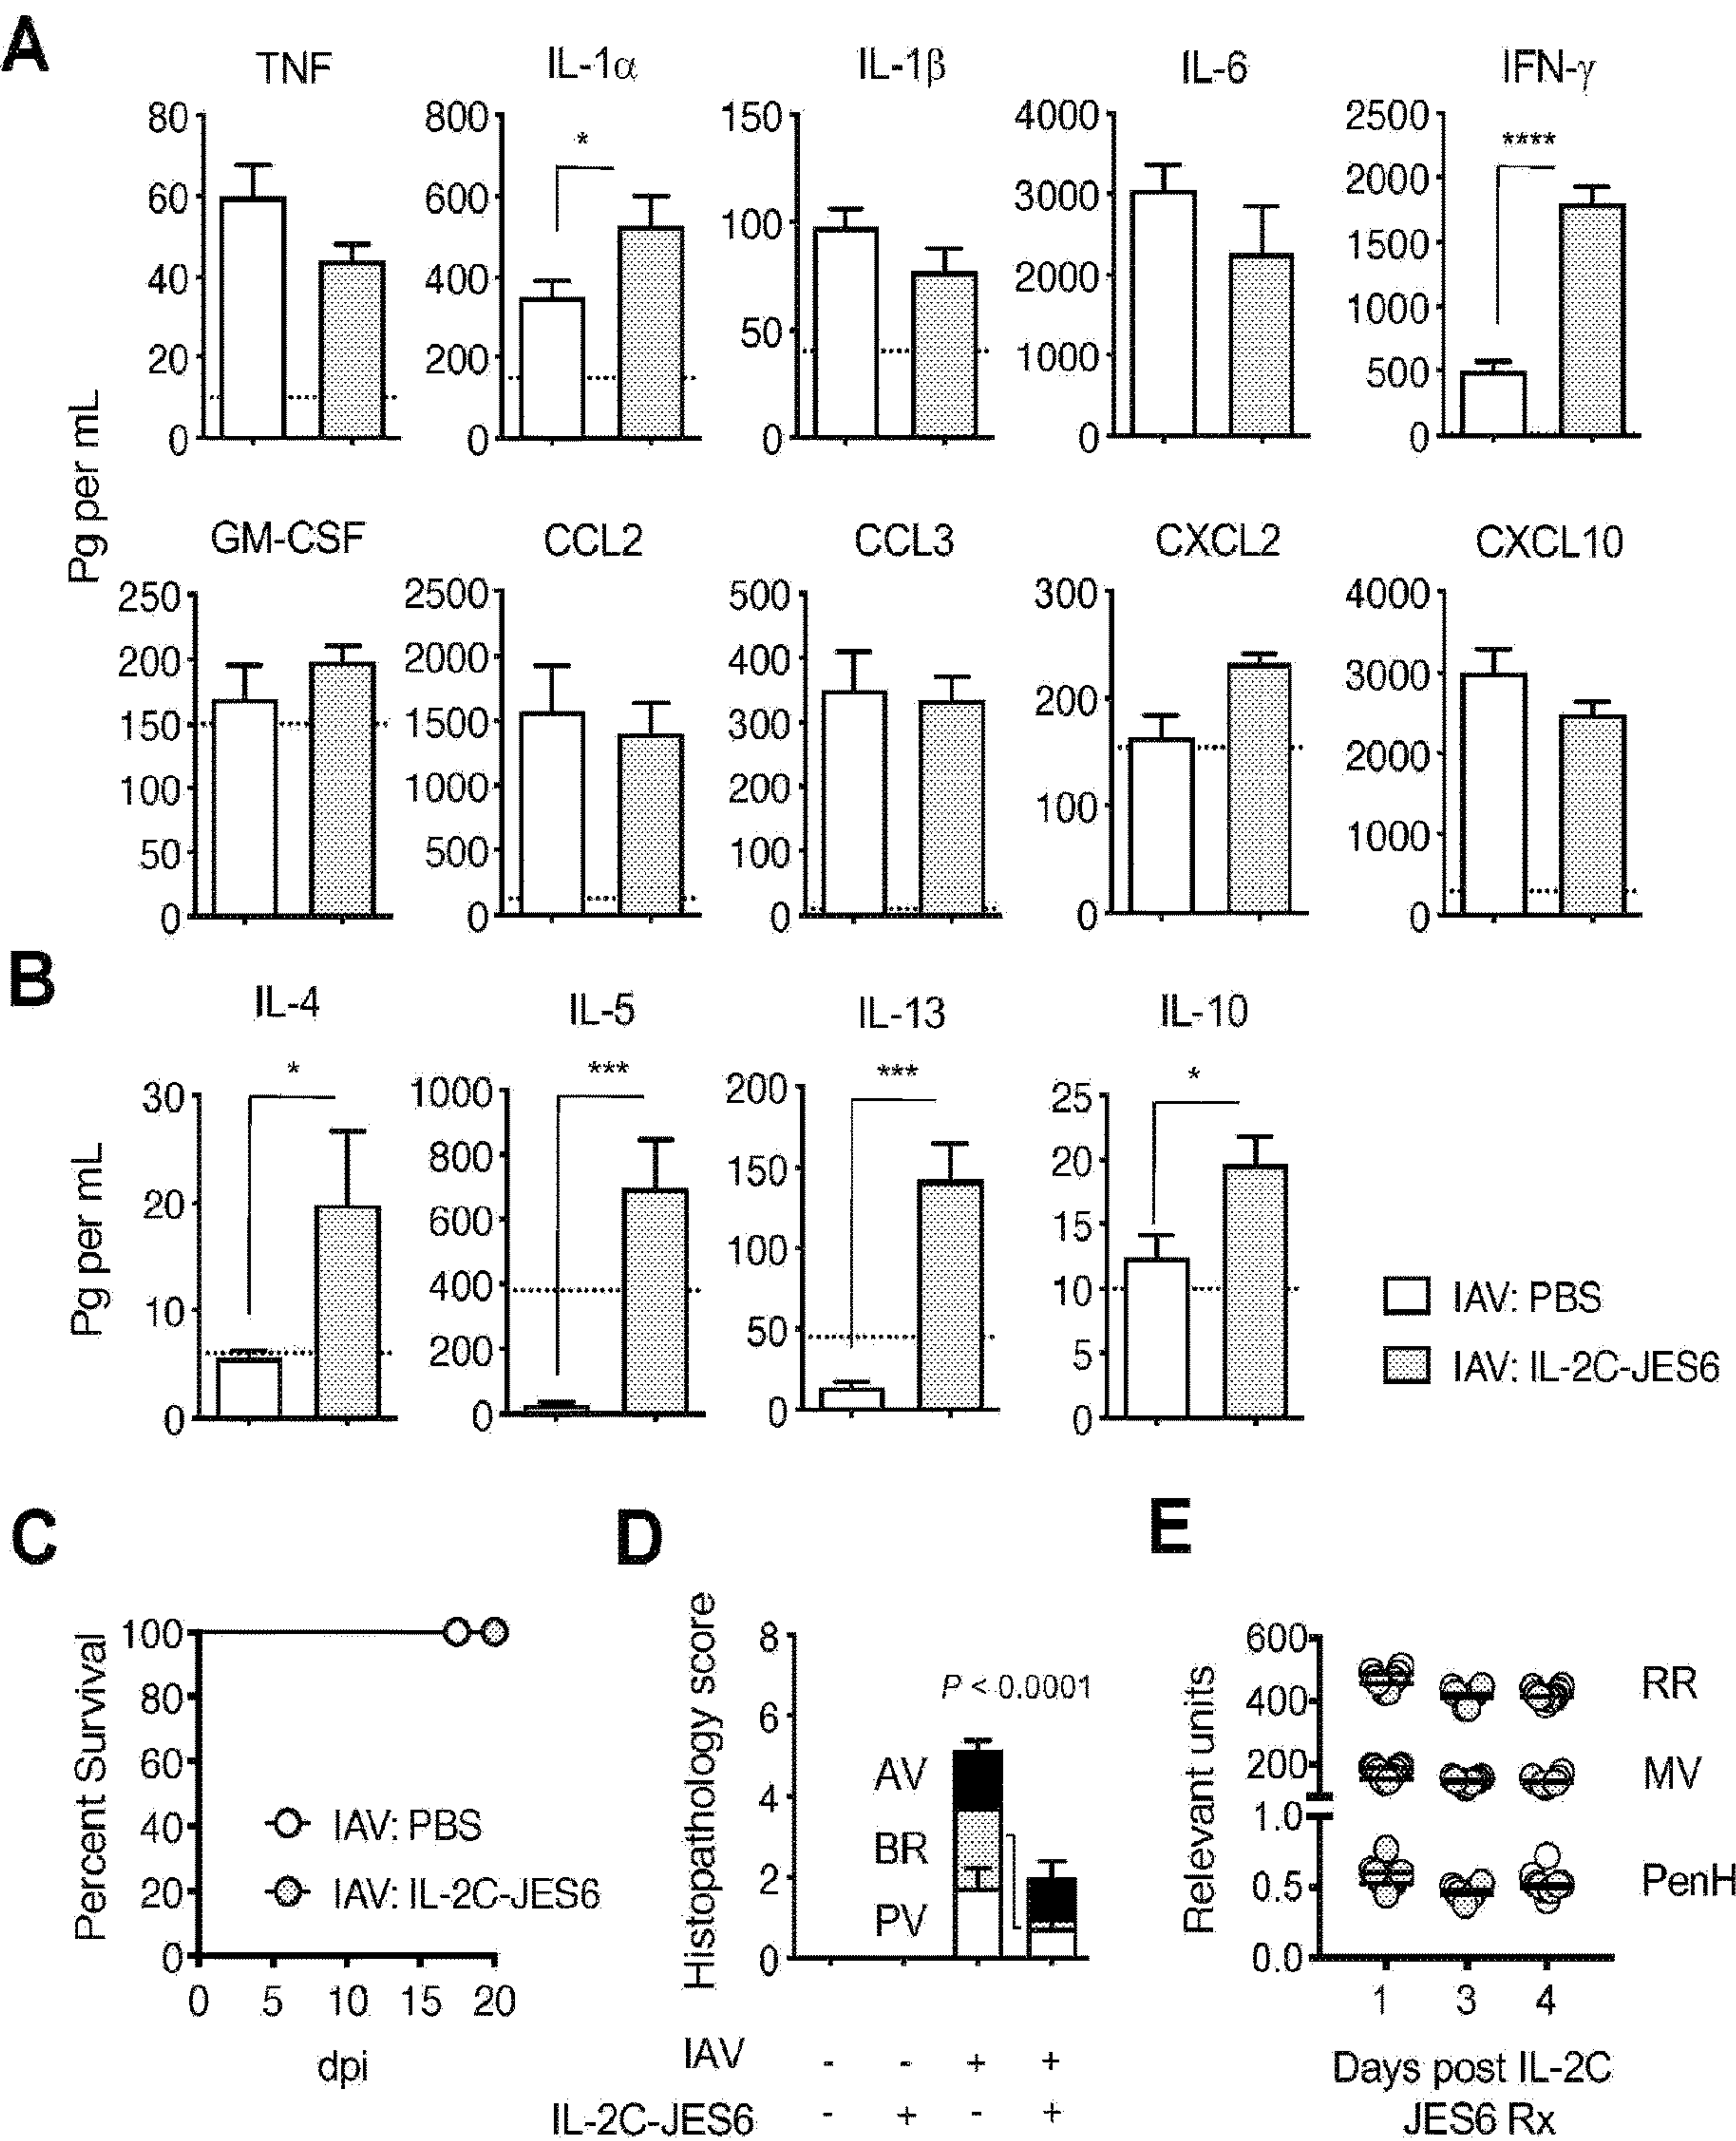 A
TNF IL-1α IL-1β IL-6 IFN-γ
80 60 40 20 0
800 600 400 200 0
*
150 100 50 0
4000 3000 2000 1000 0
2500 2000 1500 1000 500 0
****
Pg per mL
GM-CSF CCL2 CCL3 CXCL2 CXCL10
250 200 150 100 50 0
2500 2000 1500 1000 500 0
500 400 300 200 100 0
300 200 100 0
4000 3000 2000 1000 0
B
IL-4 IL-5 IL-13 IL-10
Pg per mL
30 20 10 0
*
1000 800 600 400 200 0
***
200 150 100 50 0
***
25 20 15 10 5 0
*
IAV: PBS
IAV: IL-2C-JES6
C
Percent Survival
100 80 60 40 20 0
IAV: PBS
IAV: IL-2C-JES6
0 5 10 15 20
dpi
D
Histopathology score
8 6 4 2 0
P < 0.0001
AV
BR
PV
IAV - - + +
IL-2C-JES6 - + - +
E
Relevant units
600 400 200 1.0 0.5 0.0
RR
MV
PenH
1 3 4
Days post IL-2C
JES6 Rx